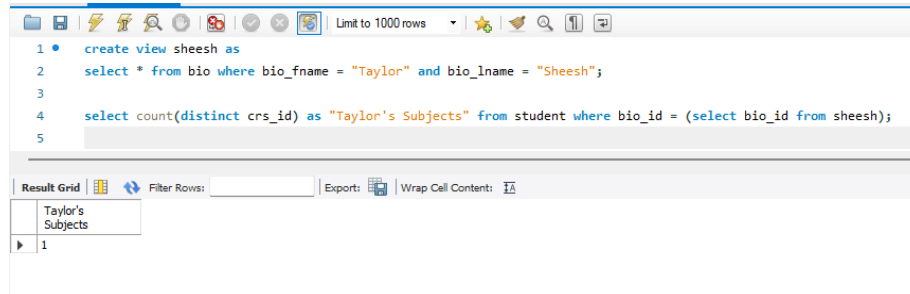 Limit to 1000 rows
1 create view sheesh as
2 select * from bio where bio_fname = "Taylor" and bio_lname = "Sheesh";
3
4 select count(distinct crs_id) as "Taylor's Subjects" from student where bio_id = (select bio_id from sheesh);
5
Result Grid Filter Rows: Export: Wrap Cell Content: IA
Taylor's
Subjects
1